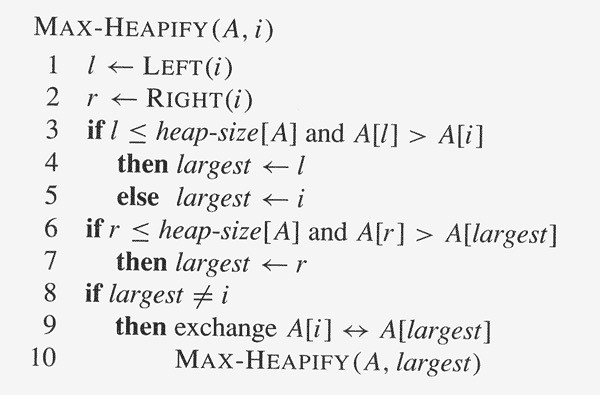 MAX-HEAPIFY(A, i)
1 l ← LEFT(i)
2 r ← RIGHT(i)
3 if l ≤ heap-size[A] and A[l] > A[i]
4 then largest ← l
5 else largest ← i
6 if r ≤ heap-size[A] and A[r] > A[largest]
7 then largest ← r
8 if largest ≠ i
9 then exchange A[i] ↔ A[largest]
10 MAX-HEAPIFY(A, largest)